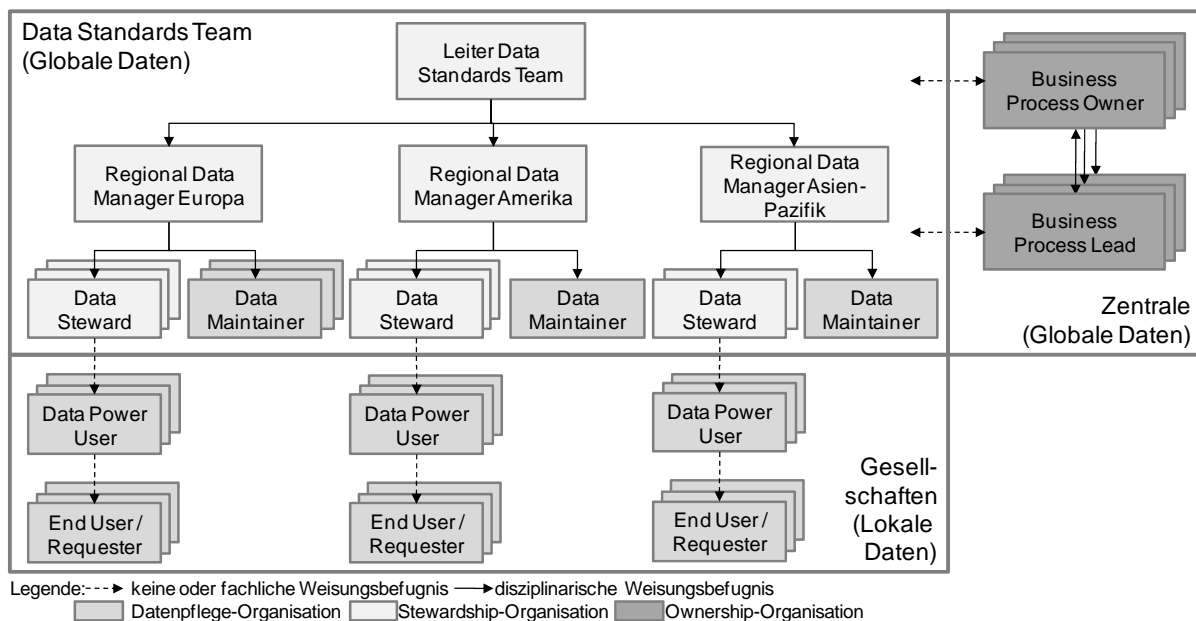 Data Standards Team
(Globale Daten)
Leiter Data
Standards Team
Business
Process Owner
Regional Data
Manager Europa
Regional Data
Manager Amerika
Regional Data
Manager Asien-
Pazifik
Business
Process Lead
Data
Steward
Data
Maintainer
Data
Steward
Data
Maintainer
Data
Steward
Data
Maintainer
Zentrale
(Globale Daten)
Data Power
User
Data Power
User
Data Power
User
End User /
Requester
End User /
Requester
End User /
Requester
Gesell-
schaften
(Lokale
Daten)
Legende: keine oder fachliche Weisungsbefugnis disziplinarische Weisungsbefugnis
Datenpflege-Organisation Stewardship-Organisation Ownership-Organisation